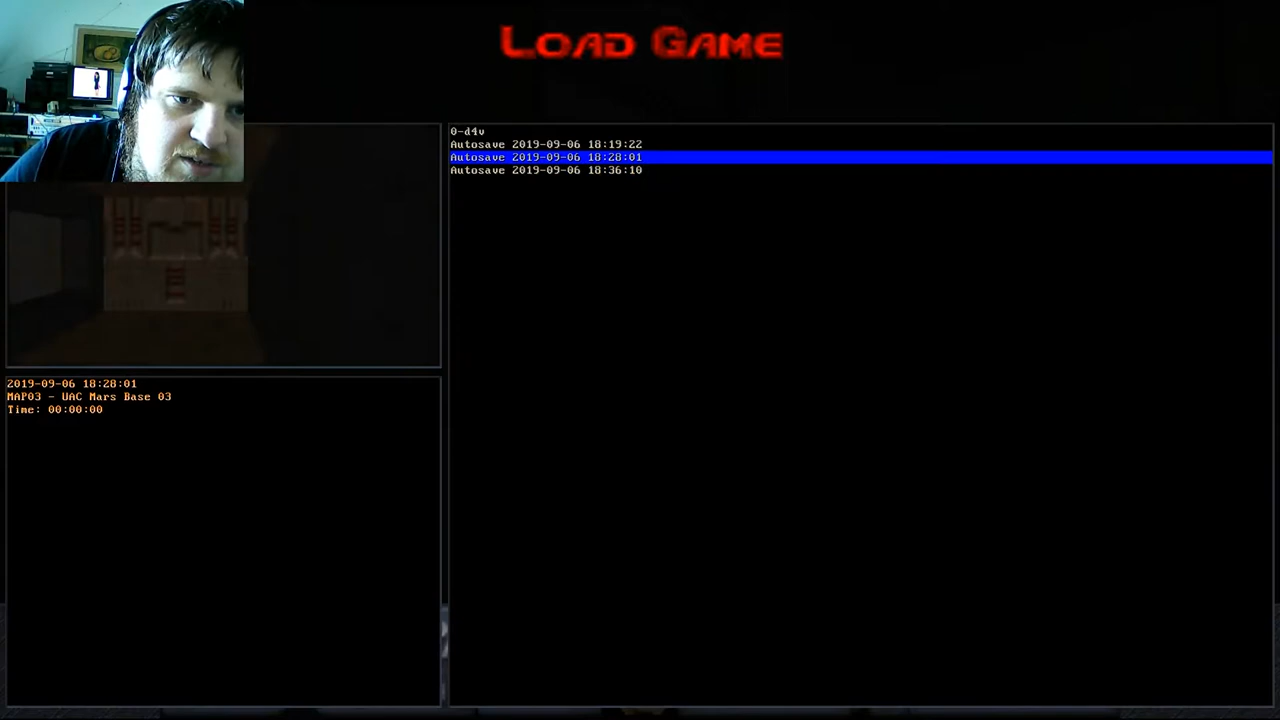 LOAD GAME
0-d4v
Autosave 2019-09-06 18:19:22
Autosave 2019-09-06 18:28:01
Autosave 2019-09-06 18:36:10
2019-09-06 18:28:01
MAP03 - UAC Mars Base 03
Time: 00:00:00